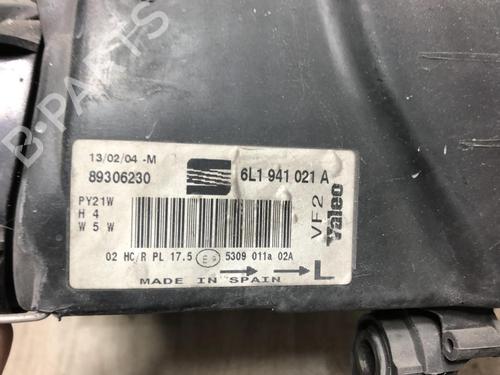 B-PARTS
13/02/04 -M
89306230 6L1 941 021 A
PY21W
H 4
W 5 W
VF2
Valeo
02 HC/R PL 17.5 E9 5309 011a 02A
L
MADE IN SPAIN